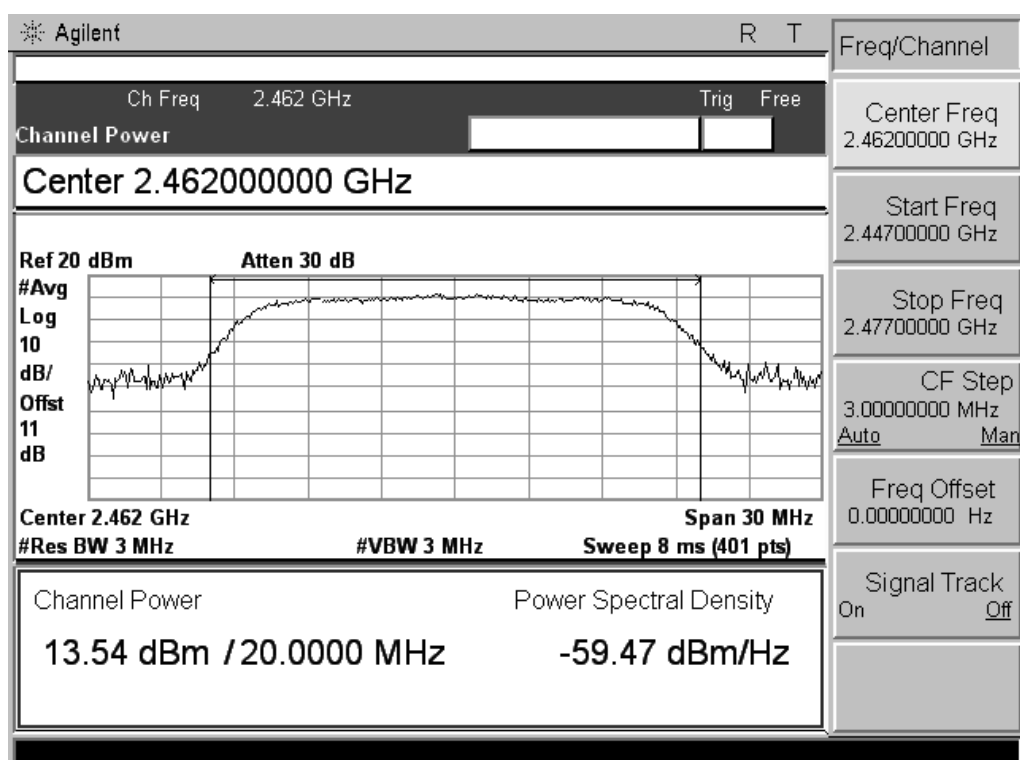 Agilent R T
Ch Freq 2.462 GHz Trig Free
Channel Power
Center 2.462000000 GHz
Ref 20 dBm Atten 30 dB
#Avg
Log
10
dB/
Offst
11
dB
Center 2.462 GHz Span 30 MHz
#Res BW 3 MHz #VBW 3 MHz Sweep 8 ms (401 pts)
Channel Power Power Spectral Density
13.54 dBm / 20.0000 MHz -59.47 dBm/Hz
Freq/Channel
Center Freq
2.46200000 GHz
Start Freq
2.44700000 GHz
Stop Freq
2.47700000 GHz
CF Step
3.00000000 MHz
Auto Man
Freq Offset
0.00000000 Hz
Signal Track
On Off